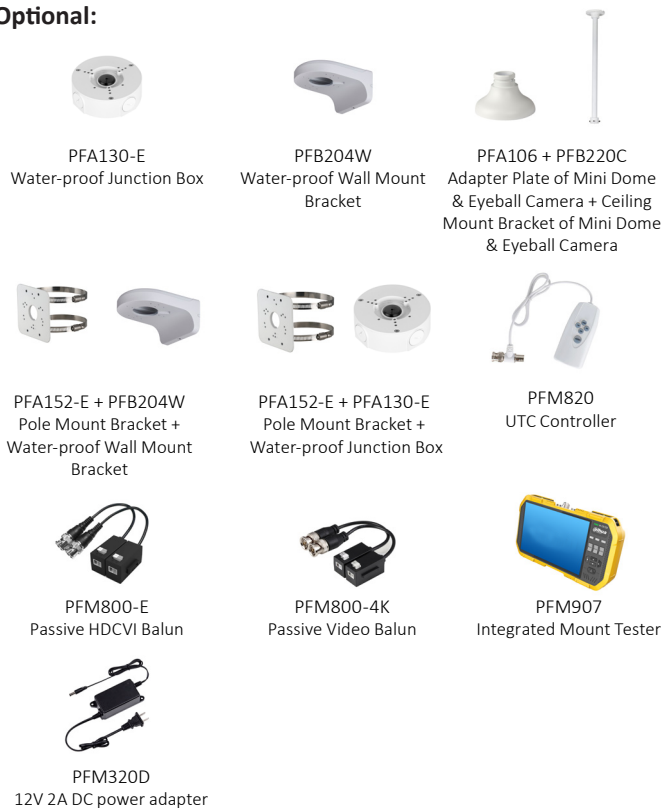 Optional:
PFA130-E
Water-proof Junction Box
PFB204W
Water-proof Wall Mount
Bracket
PFA106 + PFB220C
Adapter Plate of Mini Dome
& Eyeball Camera + Ceiling
Mount Bracket of Mini Dome
& Eyeball Camera
PFA152-E + PFB204W
Pole Mount Bracket +
Water-proof Wall Mount
Bracket
PFA152-E + PFA130-E
Pole Mount Bracket +
Water-proof Junction Box
PFM820
UTC Controller
PFM800-E
Passive HDCVI Balun
PFM800-4K
Passive Video Balun
alhua
PFM907
Integrated Mount Tester
PFM320D
12V 2A DC power adapter